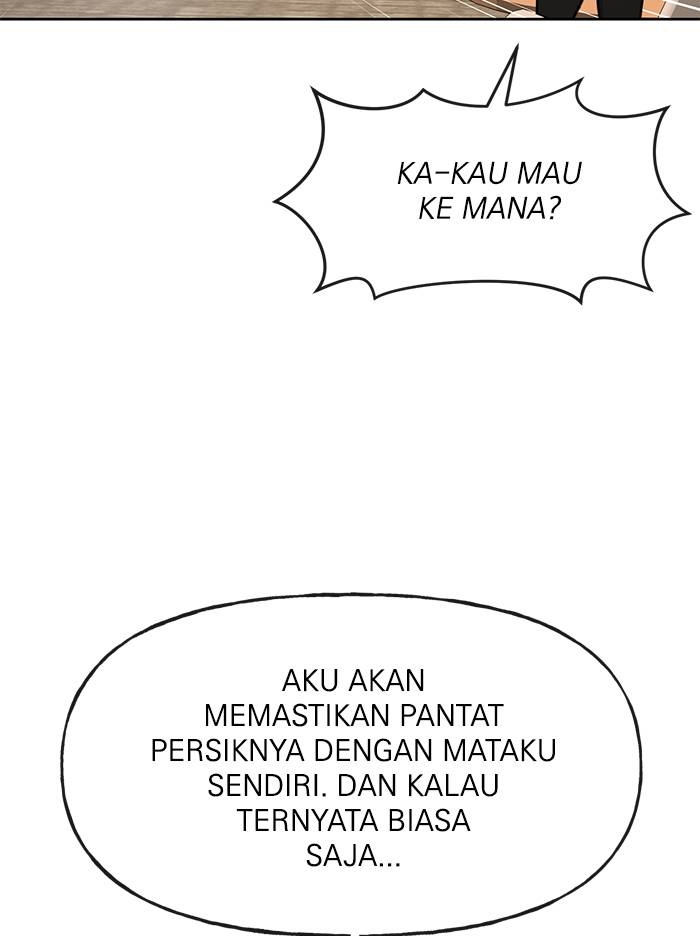 KA-KAU MAU
KE MANA?
AKU AKAN
MEMASTIKAN PANTAT
PERSIKNYA DENGAN MATAKU
SENDIRI. DAN KALAU
TERNYATA BIASA
SAJA...